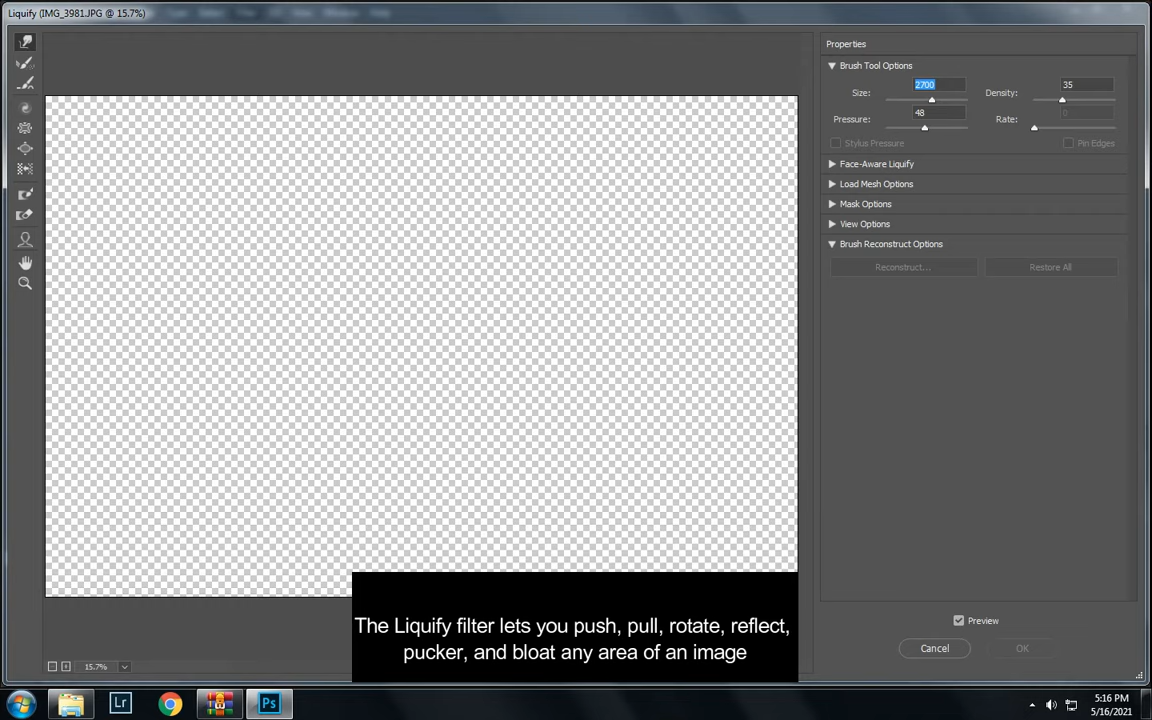 Liquify (IMG_3981.JPG @ 15.7%)
Properties
Brush Tool Options
Size: 2700 Density: 35
Pressure: 48 Rate: 0
Stylus Pressure Pin Edges
Face-Aware Liquify
Load Mesh Options
Mask Options
View Options
Brush Reconstruct Options
Reconstruct... Restore All
The Liquify filter lets you push, pull, rotate, reflect,
pucker, and bloat any area of an image
Preview
Cancel OK
15.7%
Lr Ps
5:16 PM
5/16/2021